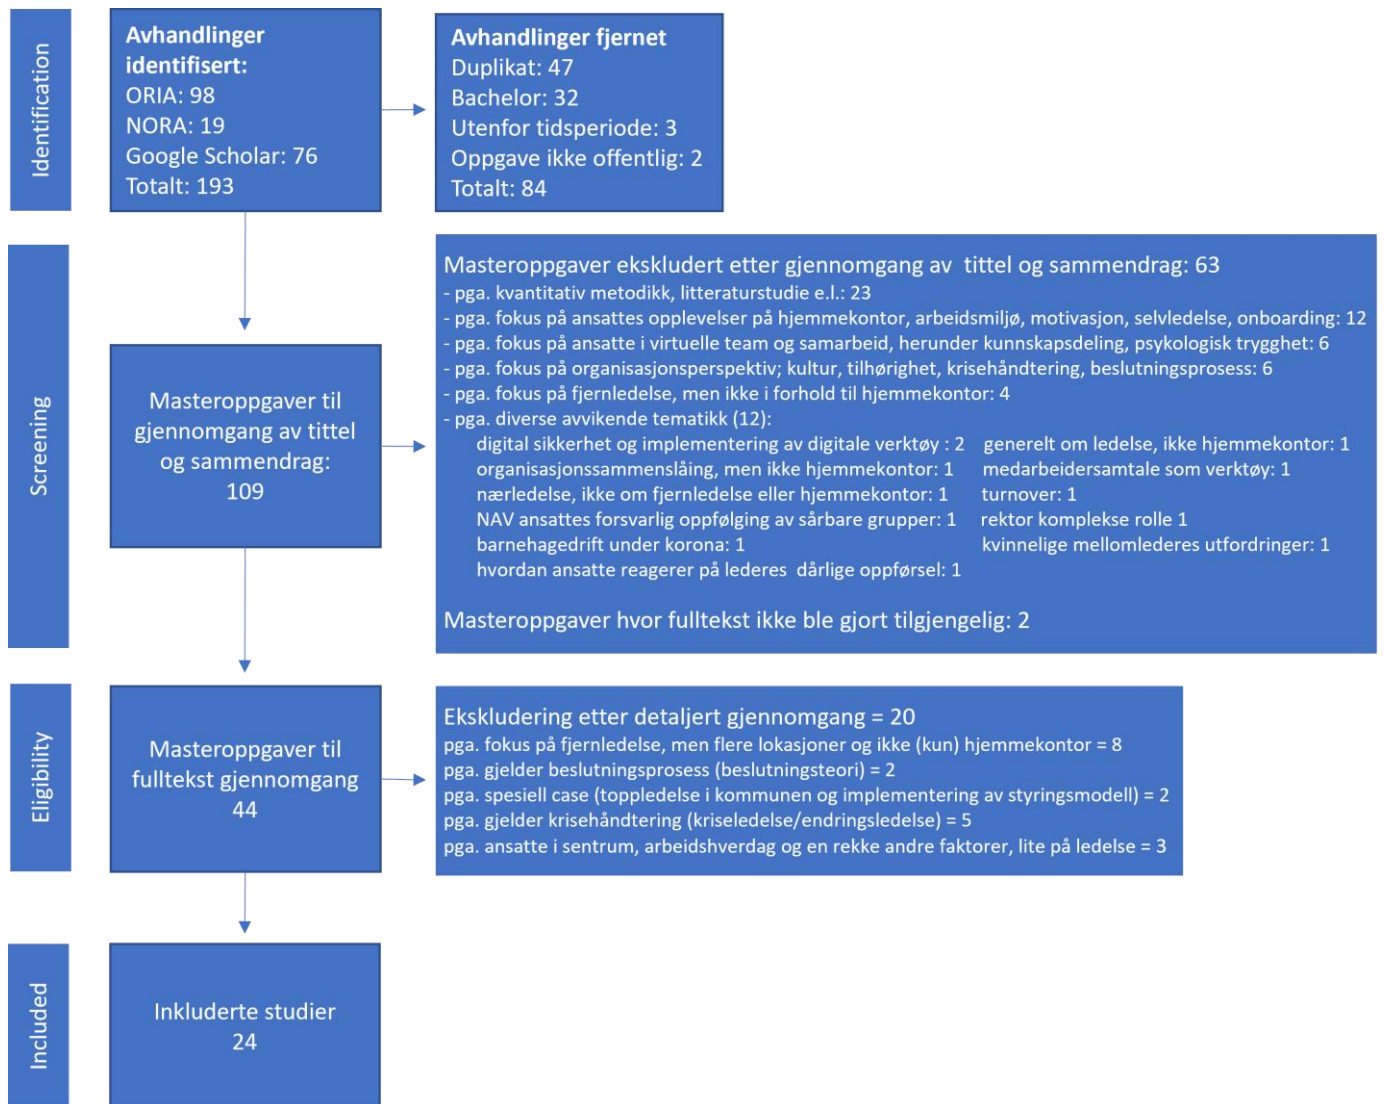 Identification
Avhandlinger
identifisert:
ORIA: 98
NORA: 19
Google Scholar: 76
Totalt: 193
Avhandlinger fjernet
Duplikat: 47
Bachelor: 32
Utenfor tidsperiode: 3
Oppgave ikke offentlig: 2
Totalt: 84
Screening
Masteroppgaver til
gjennomgang av tittel
og sammendrag:
109
Masteroppgaver ekskludert etter gjennomgang av tittel og sammendrag: 63
- pga. kvantitativ metodikk, litteraturstudie e.l.: 23
- pga. fokus på ansattes opplevelser på hjemmekontor, arbeidsmiljø, motivasjon, selvledelse, onboarding: 12
- pga. fokus på ansatte i virtuelle team og samarbeid, herunder kunnskapsdeling, psykologisk trygghet: 6
- pga. fokus på organisasjonsperspektiv; kultur, tilhørighet, krisehåndtering, beslutningsprosess: 6
- pga. fokus på fjernledelse, men ikke i forhold til hjemmekontor: 4
- pga. diverse avvikende tematikk (12):
digital sikkerhet og implementering av digitale verktøy : 2 generelt om ledelse, ikke hjemmekontor: 1
organisasjonssammenslåing, men ikke hjemmekontor: 1 medarbeidersamtale som verktøy: 1
nærledelse, ikke om fjernledelse eller hjemmekontor: 1 turnover: 1
NAV ansattes forsvarlig oppfølging av sårbare grupper: 1 rektor komplekse rolle 1
barnehagedrift under korona: 1 kvinnelige mellomlederes utfordringer: 1
hvordan ansatte reagerer på lederes dårlige oppførsel: 1
Masteroppgaver hvor fulltekst ikke ble gjort tilgjengelig: 2
Eligibility
Masteroppgaver til
fulltekst gjennomgang
44
Ekskludering etter detaljert gjennomgang = 20
pga. fokus på fjernledelse, men flere lokasjoner og ikke (kun) hjemmekontor = 8
pga. gjelder beslutningsprosess (beslutningsteori) = 2
pga. spesiell case (toppledelse i kommunen og implementering av styringsmodell) = 2
pga. gjelder krisehåndtering (kriseledelse/endringsledelse) = 5
pga. ansatte i sentrum, arbeidshverdag og en rekke andre faktorer, lite på ledelse = 3
Included
Inkluderte studier
24